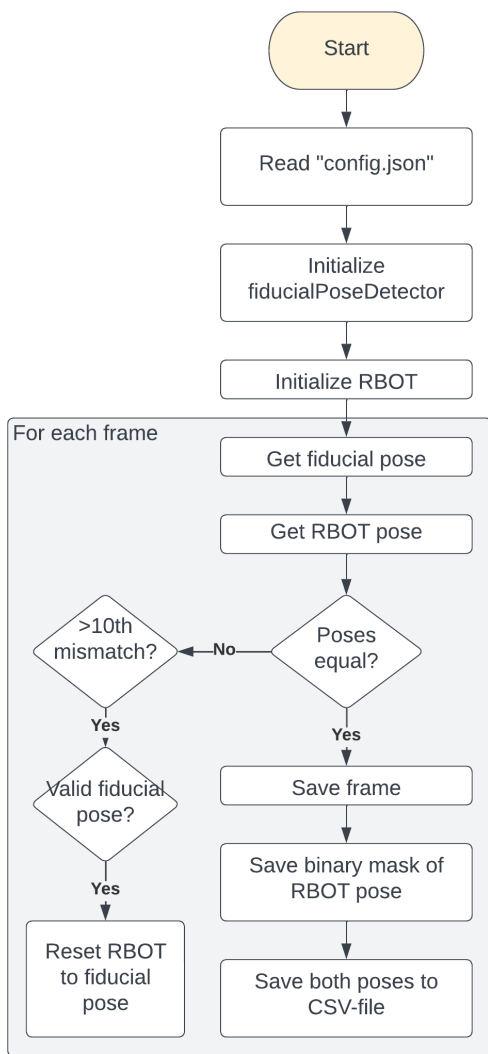 Start
Read "config.json"
Initialize
fiducialPoseDetector
Initialize RBOT
For each frame
Get fiducial pose
Get RBOT pose
>10th
mismatch?
No
Poses
equal?
Yes
Yes
Valid fiducial
pose?
Save frame
Save binary mask of
RBOT pose
Yes
Reset RBOT
to fiducial
pose
Save both poses to
CSV-file